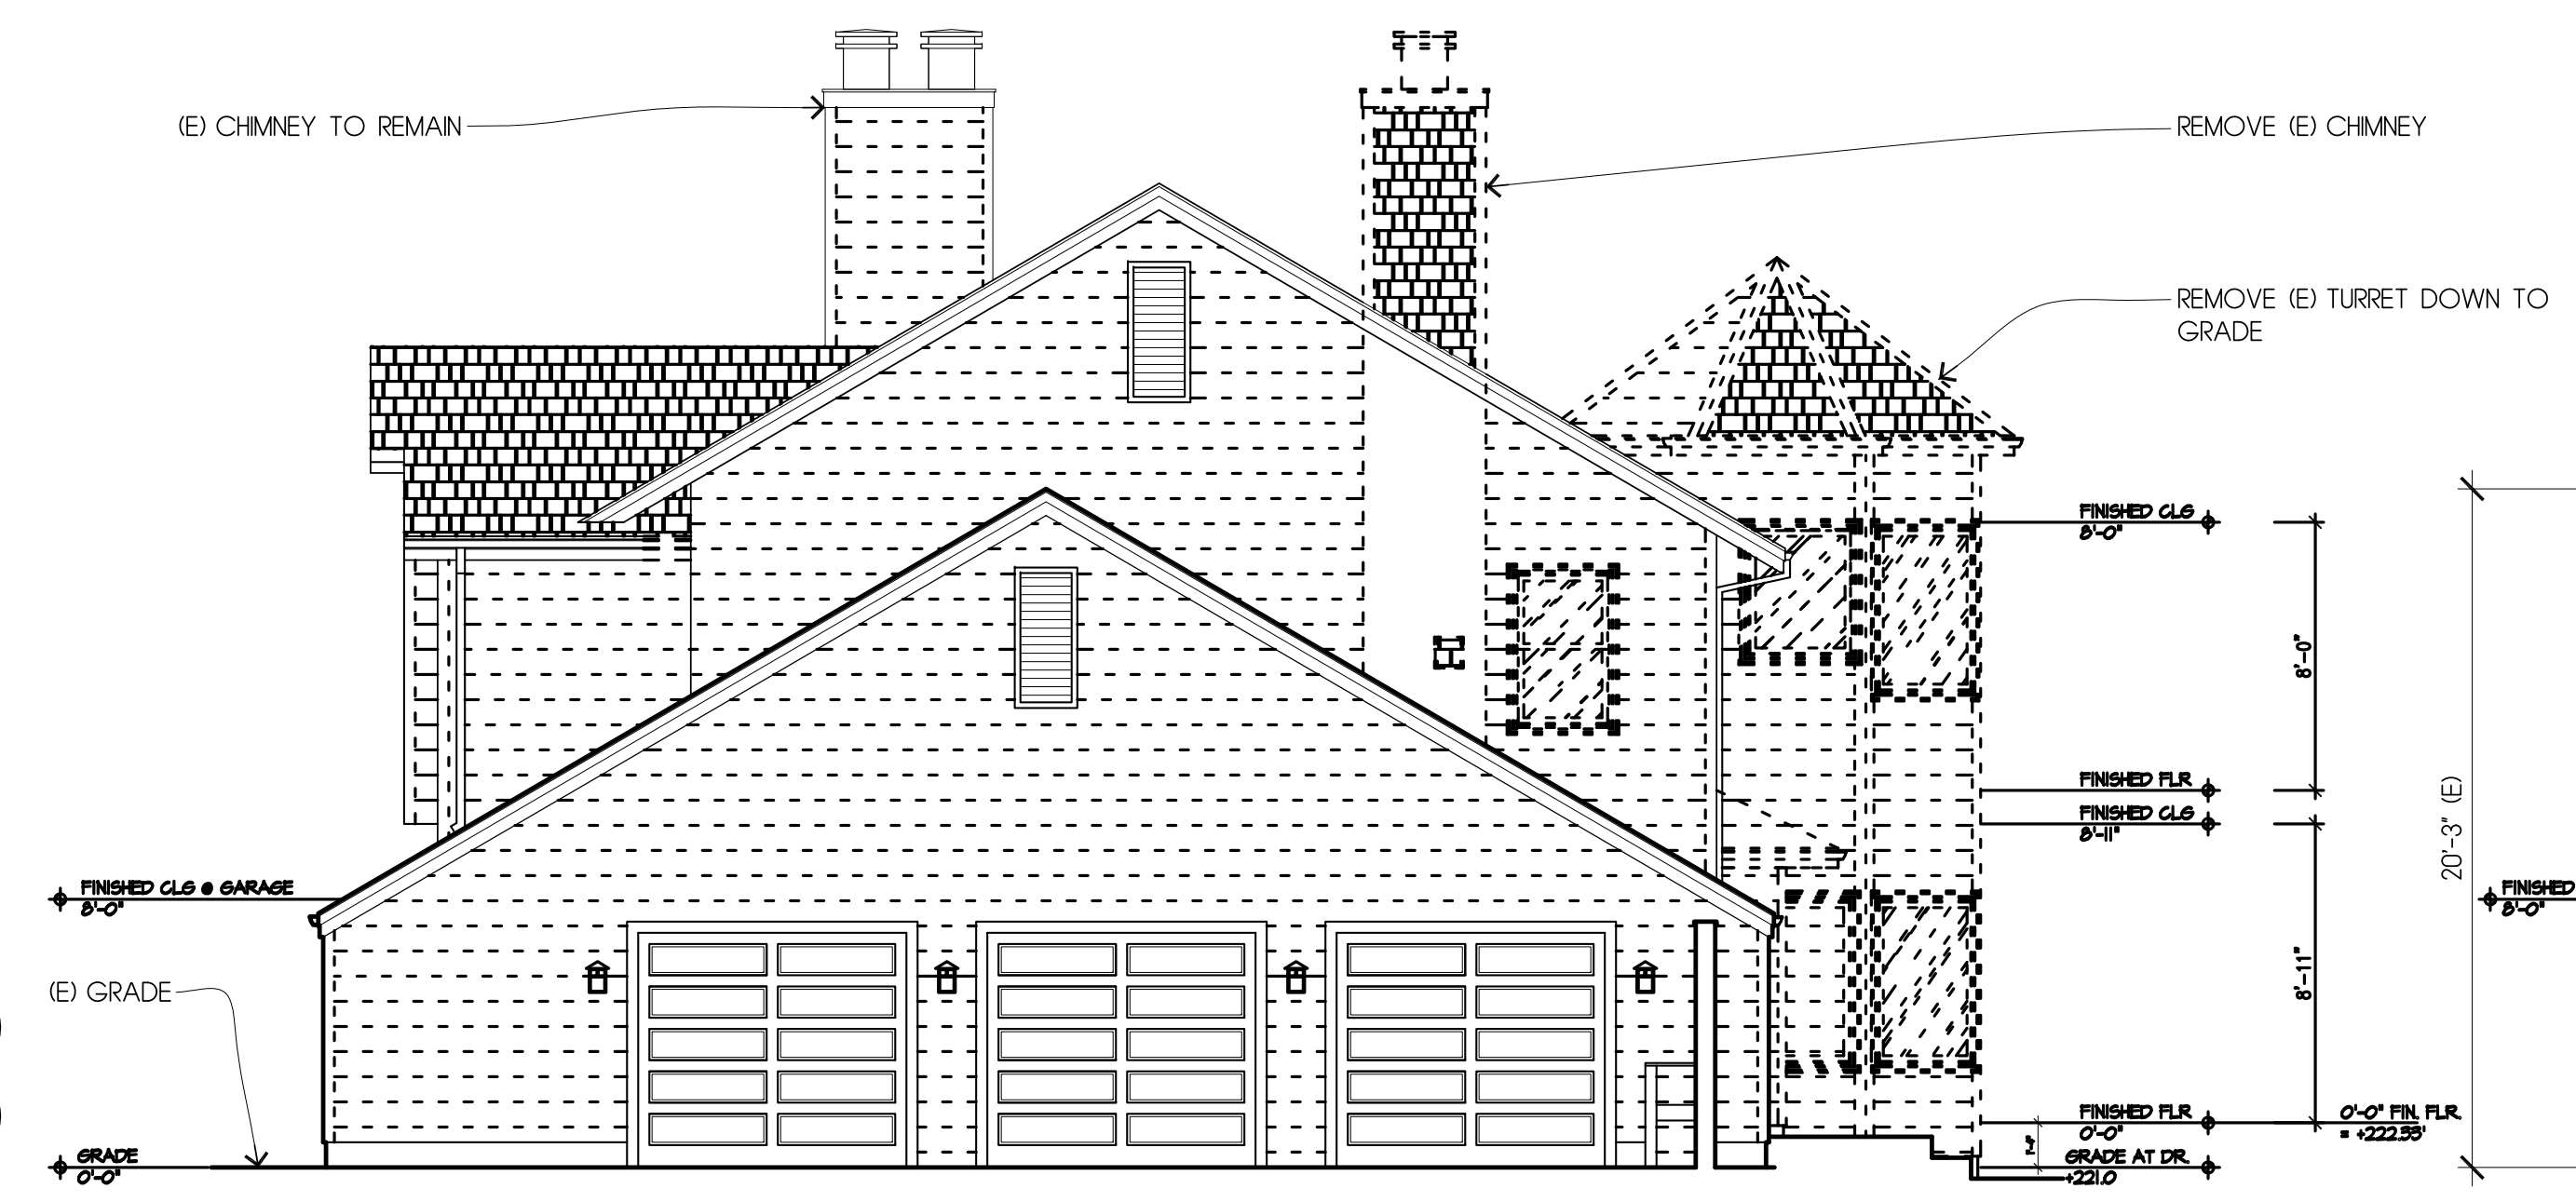 (E) CHIMNEY TO REMAIN
REMOVE (E) CHIMNEY
REMOVE (E) TURRET DOWN TO
GRADE
FINISHED CLG
8'-0"
8'-0"
FINISHED FLR
FINISHED CLG
8'-11"
20'-3" (E)
FINISHED CLG @ GARAGE
8'-0"
FINISHED
8'-0"
8'-11"
(E) GRADE
FINISHED FLR
0'-0"
0'-0" FIN. FLR.
= +222.33'
GRADE
0'-0"
1'-4"
GRADE AT DR.
+221.0